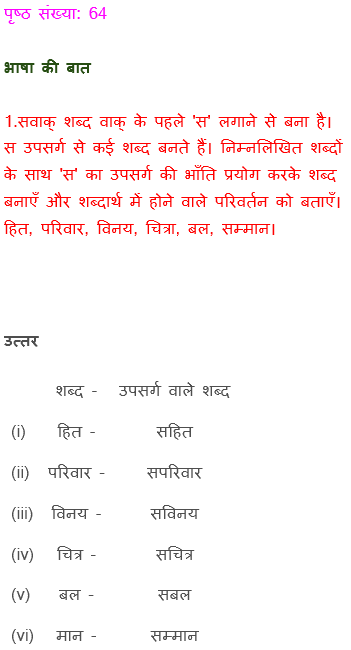 पृष्ठ संख्या: 64
भाषा की बात
1.सवाक् शब्द वाक् के पहले 'स' लगाने से बना है।
स उपसर्ग से कई शब्द बनते हैं। निम्नलिखित शब्दों
के साथ 'स' का उपसर्ग की भाँति प्रयोग करके शब्द
बनाएँ और शब्दार्थ में होने वाले परिवर्तन को बताएँ।
हित, परिवार, विनय, चित्रा, बल, सम्मान।
उत्तर
शब्द - उपसर्ग वाले शब्द
(i) हित - सहित
(ii) परिवार - सपरिवार
(iii) विनय - सविनय
(iv) चित्र - सचित्र
(v) बल - सबल
(vi) मान - सम्मान